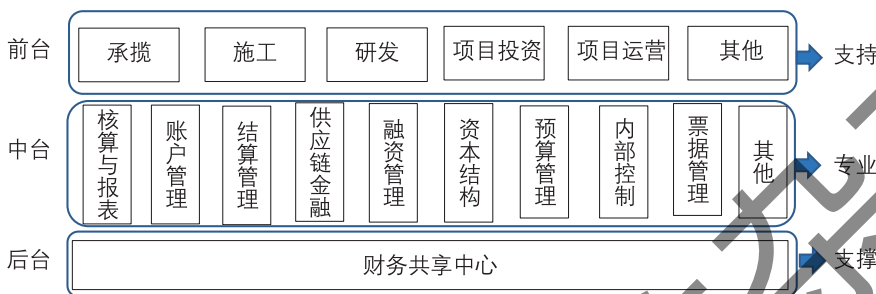 前台
承揽
施工
研发
项目投资
项目运营
其他
支持
中台
核算与报表
账户管理
结算管理
供应链金融
融资管理
资本结构
预算管理
内部控制
票据管理
其他
专业
后台
财务共享中心
支撑